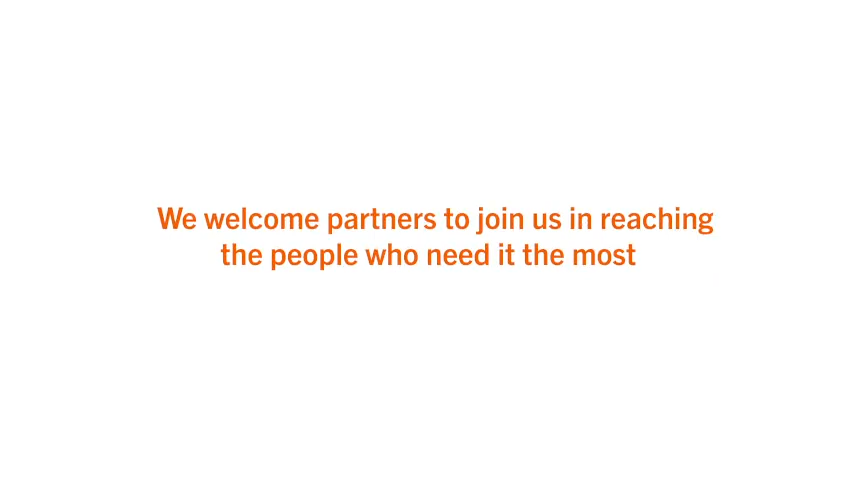 We welcome partners to join us in reaching
the people who need it the most